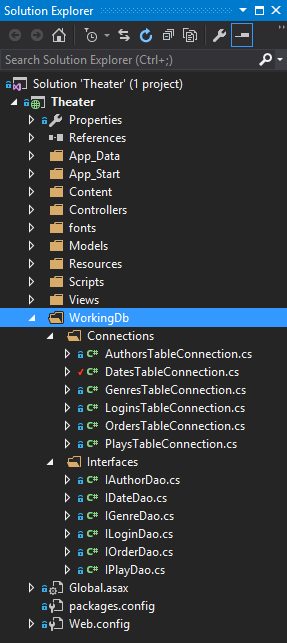 Solution Explorer
Search Solution Explorer (Ctrl+;)
Solution 'Theater' (1 project)
Theater
Properties
References
App_Data
App_Start
Content
Controllers
fonts
Models
Resources
Scripts
Views
WorkingDb
Connections
C# AuthorsTableConnection.cs
C# DatesTableConnection.cs
C# GenresTableConnection.cs
C# LoginsTableConnection.cs
C# OrdersTableConnection.cs
C# PlaysTableConnection.cs
Interfaces
C# IAuthorDao.cs
C# IDateDao.cs
C# IGenreDao.cs
C# ILoginDao.cs
C# IOrderDao.cs
C# IPlayDao.cs
Global.asax
packages.config
Web.config